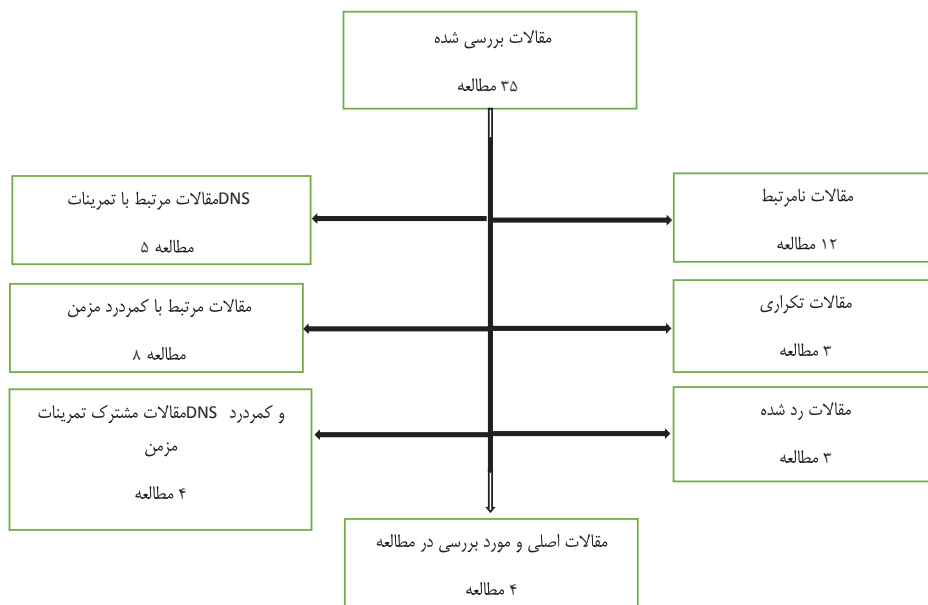 مقالات بررسی شده
۳۵ مطالعه
مقالات نامرتبط
۱۲ مطالعه
DNSمقالات مرتبط با تمرینات
مطالعه ۵
مقالات تکراری
۳ مطالعه
مقالات مرتبط با کمردرد مزمن
مطالعه ۸
مقالات رد شده
۳ مطالعه
و کمردرد DNSمقالات مشترک تمرینات
مزمن
۴ مطالعه
مقالات اصلی و مورد بررسی در مطالعه
۴ مطالعه